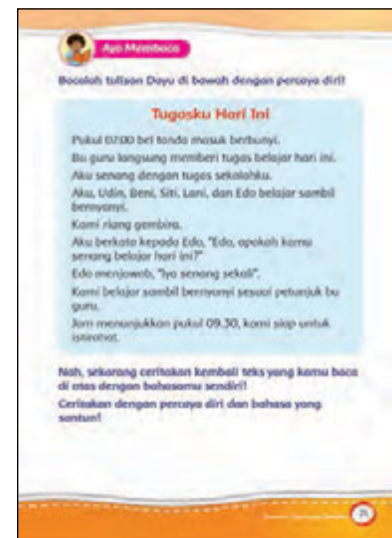 Ayo Membaca
Bacalah tulisan Dayu di bawah dengan percaya diri!
Tugasku Hari Ini
Pukul 07.00 bel tanda masuk berbunyi.
Bu guru langsung memberi tugas belajar hari ini.
Aku senang dengan tugas sekolahku.
Aku, Udin, Beni, Siti, Lani, dan Edo belajar sambil
bernyanyi.
Kami riang gembira.
Aku berkata kepada Edo, "Edo, apakah kamu
senang belajar hari ini?"
Edo menjawab, "Iya senang sekali".
Kami belajar sambil bernyanyi sesuai petunjuk bu
guru.
Jam menunjukkan pukul 09.30, kami siap untuk
istirahat.
Nah, sekarang ceritakan kembali teks yang kamu baca
di atas dengan bahasamu sendiri!
Ceritakan dengan percaya diri dan bahasa yang
santun!